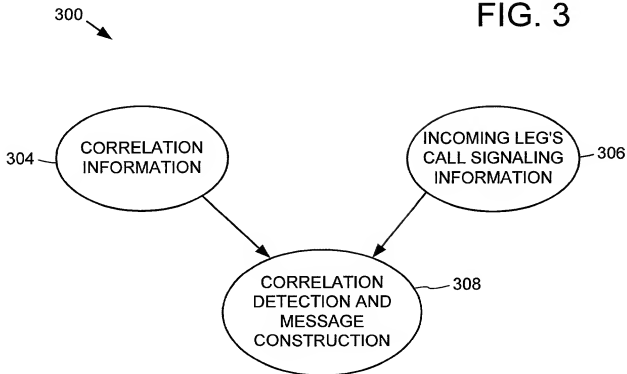 FIG. 3
300
304
CORRELATION
INFORMATION
INCOMING LEG'S
CALL SIGNALING
INFORMATION
306
CORRELATION
DETECTION AND
MESSAGE
CONSTRUCTION
308